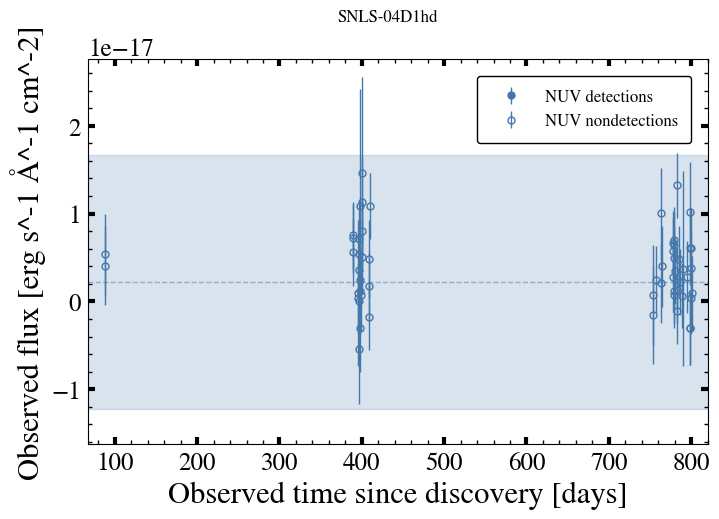 SNLS-04D1hd
1e−17
NUV detections
NUV nondetections
2
1
0
−1
Observed flux [erg s^-1 Å^-1 cm^-2]
100 200 300 400 500 600 700 800
Observed time since discovery [days]